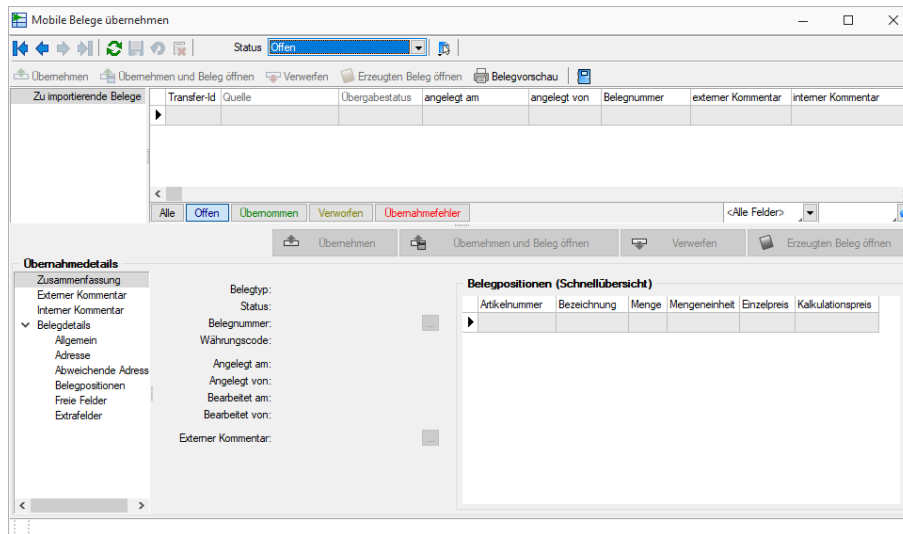 Mobile Belege übernehmen
Status Offen
Übernehmen Übernehmen und Beleg öffnen Verwerfen Erzeugten Beleg öffnen Belegvorschau
Zu importierende Belege Transfer-Id Quelle Übergabestatus angelegt am angelegt von Belegnummer externer Kommentar interner Kommentar
Alle Offen Übernommen Verworfen Übernahmefehler <Alle Felder>
Übernehmen Übernehmen und Beleg öffnen Verwerfen Erzeugten Beleg öffnen
Übernahmedetails
Zusammenfassung
Externer Kommentar
Interner Kommentar
Belegdetails
Allgemein
Adresse
Abweichende Adress
Belegpositionen
Freie Felder
Extrafelder
Belegtyp:
Status:
Belegnummer: ...
Währungscode:
Angelegt am:
Angelegt von:
Bearbeitet am:
Bearbeitet von:
Externer Kommentar: ...
Belegpositionen (Schnellübersicht)
Artikelnummer Bezeichnung Menge Mengeneinheit Einzelpreis Kalkulationspreis